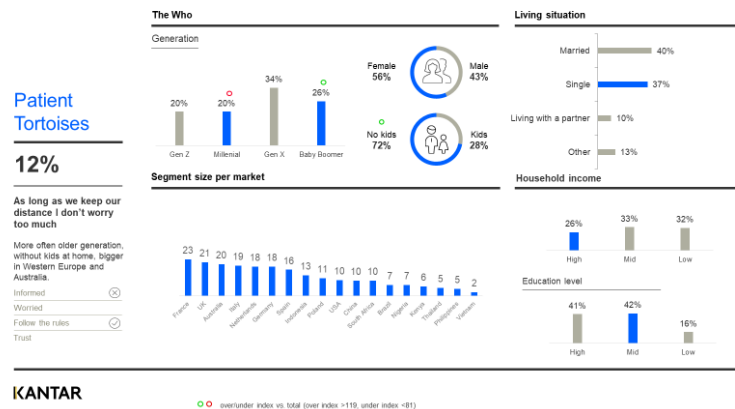 The Who
Living situation
Generation
Female
56%
Male
43%
No kids
72%
Kids
28%
20%
20%
34%
26%
Gen Z
Millenial
Gen X
Baby Boomer
Married
40%
Single
37%
Living with a partner
10%
Other
13%
Patient
Tortoises
12%
As long as we keep our
distance I don't worry
too much
More often older generation,
without kids at home, bigger
in Western Europe and
Australia.
Informed
Worried
Follow the rules
Trust
Segment size per market
23 21 20 19 18 18 16 13 11 10 10 10 7 7 6 5 5 2
France UK Australia Italy Netherlands Germany Spain Indonesia Poland USA China South Africa Brazil Nigeria Kenya Thailand Philippines Vietnam
Household income
26%
33%
32%
High
Mid
Low
Education level
41%
42%
16%
High
Mid
Low
KANTAR
over/under index vs. total (over index >119, under index <81)